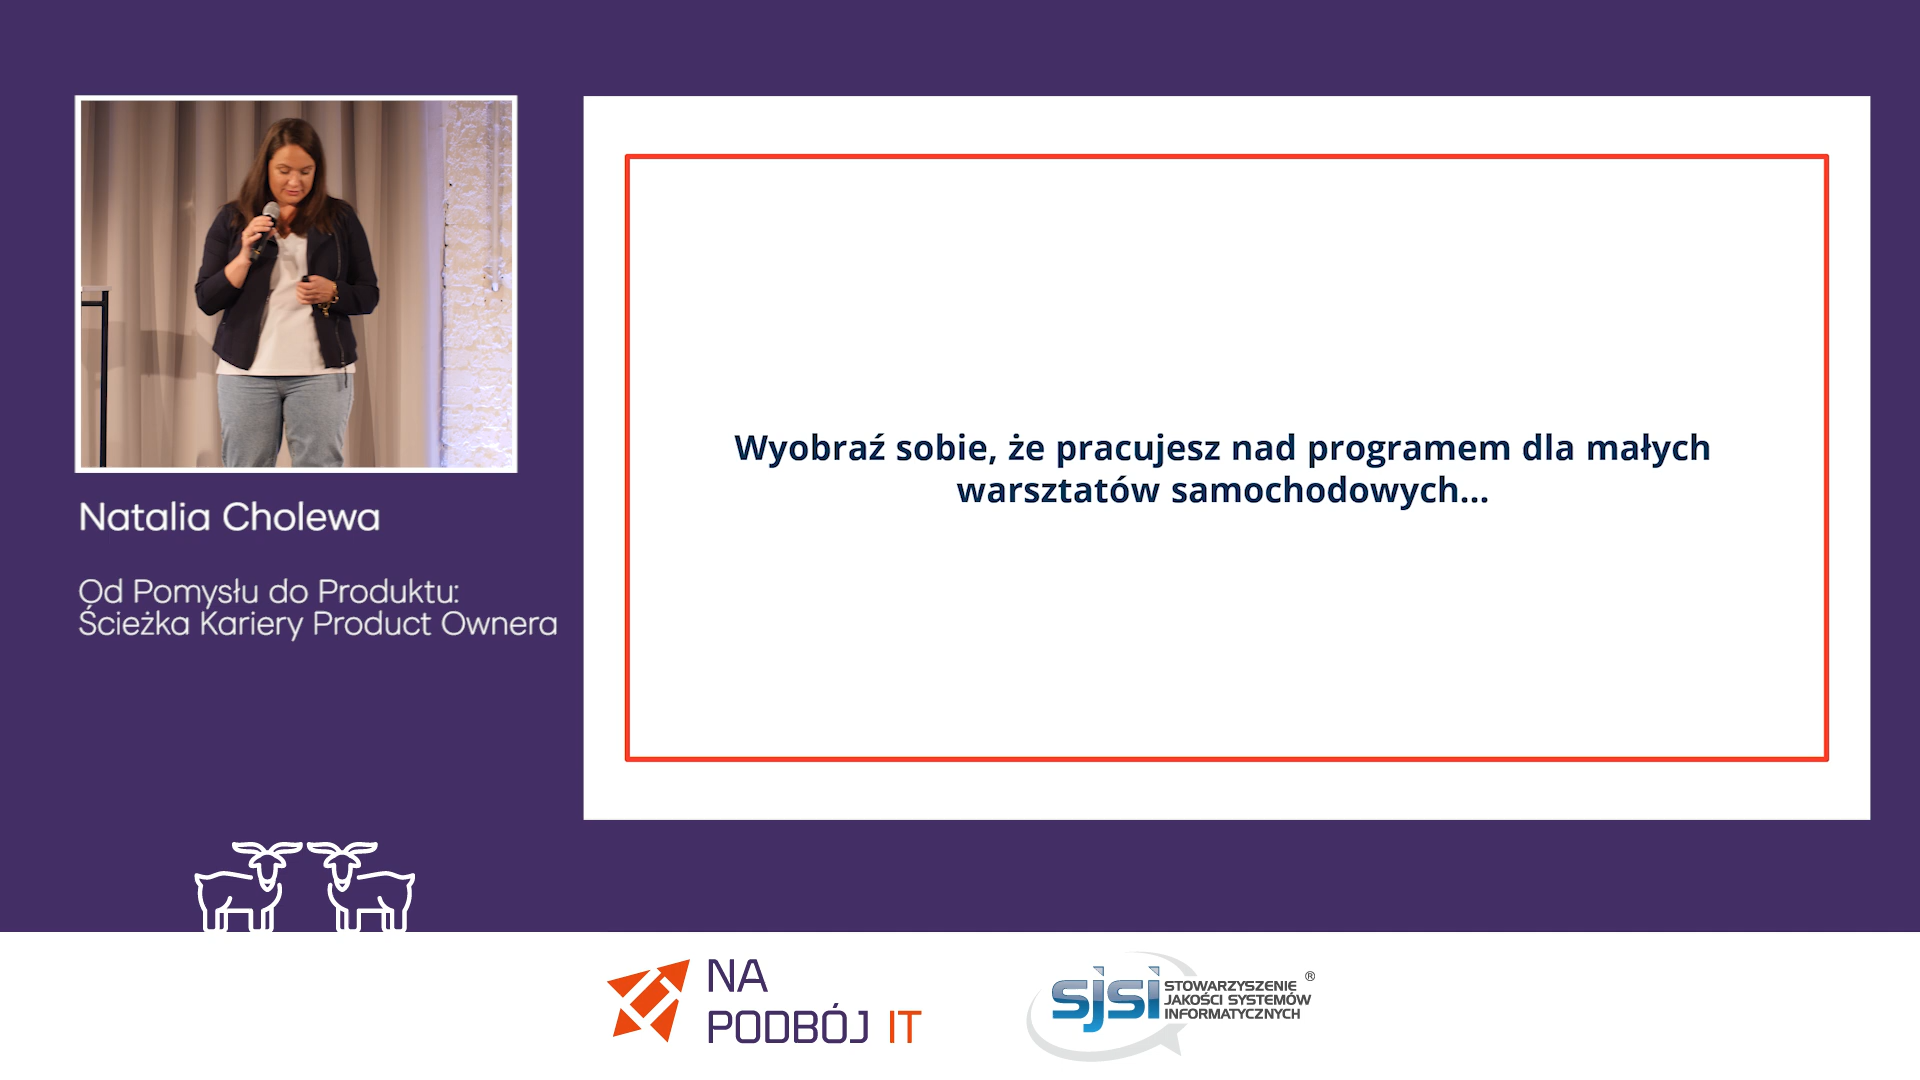 Natalia Cholewa
Od Pomysłu do Produktu:
Ścieżka Kariery Product Ownera
Wyobraź sobie, że pracujesz nad programem dla małych
warsztatów samochodowych...
NA
PODBÓJ IT
sjsi
STOWARZYSZENIE ®
JAKOŚCI SYSTEMÓW
INFORMATYCZNYCH